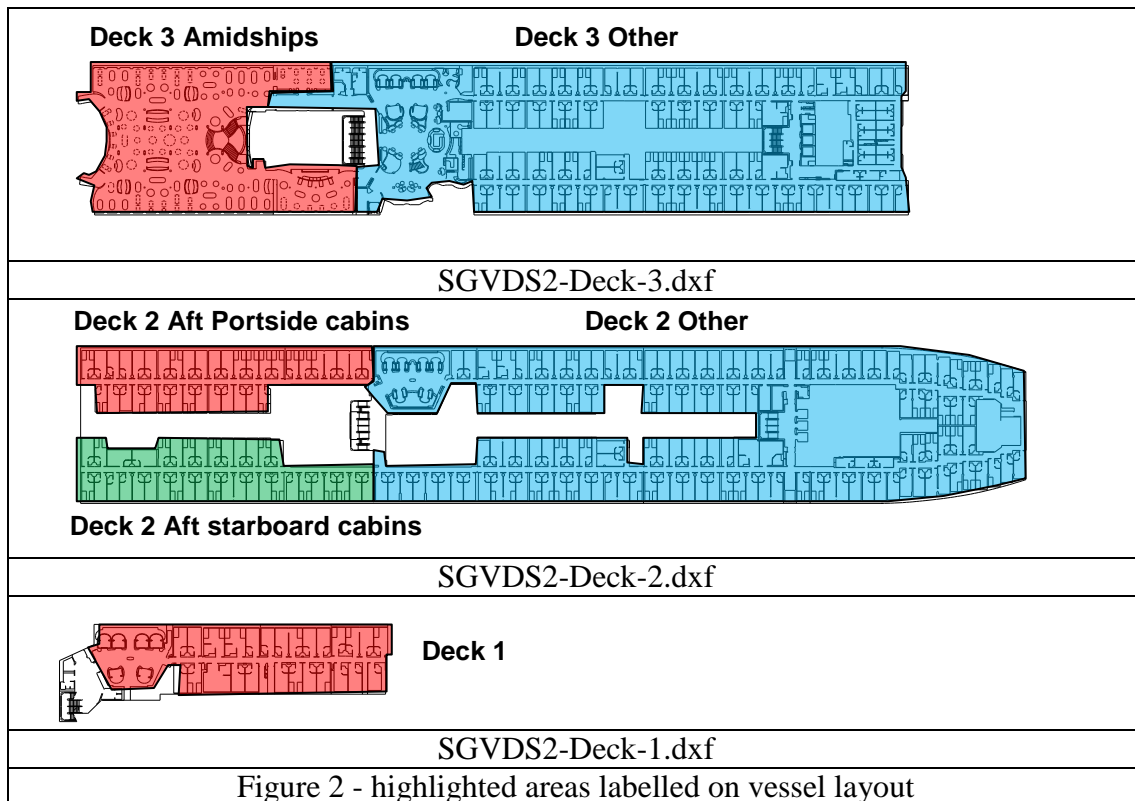 Deck 3 Amidships Deck 3 Other
SGVDS2-Deck-3.dxf
Deck 2 Aft Portside cabins Deck 2 Other
Deck 2 Aft starboard cabins
SGVDS2-Deck-2.dxf
Deck 1
SGVDS2-Deck-1.dxf
Figure 2 - highlighted areas labelled on vessel layout